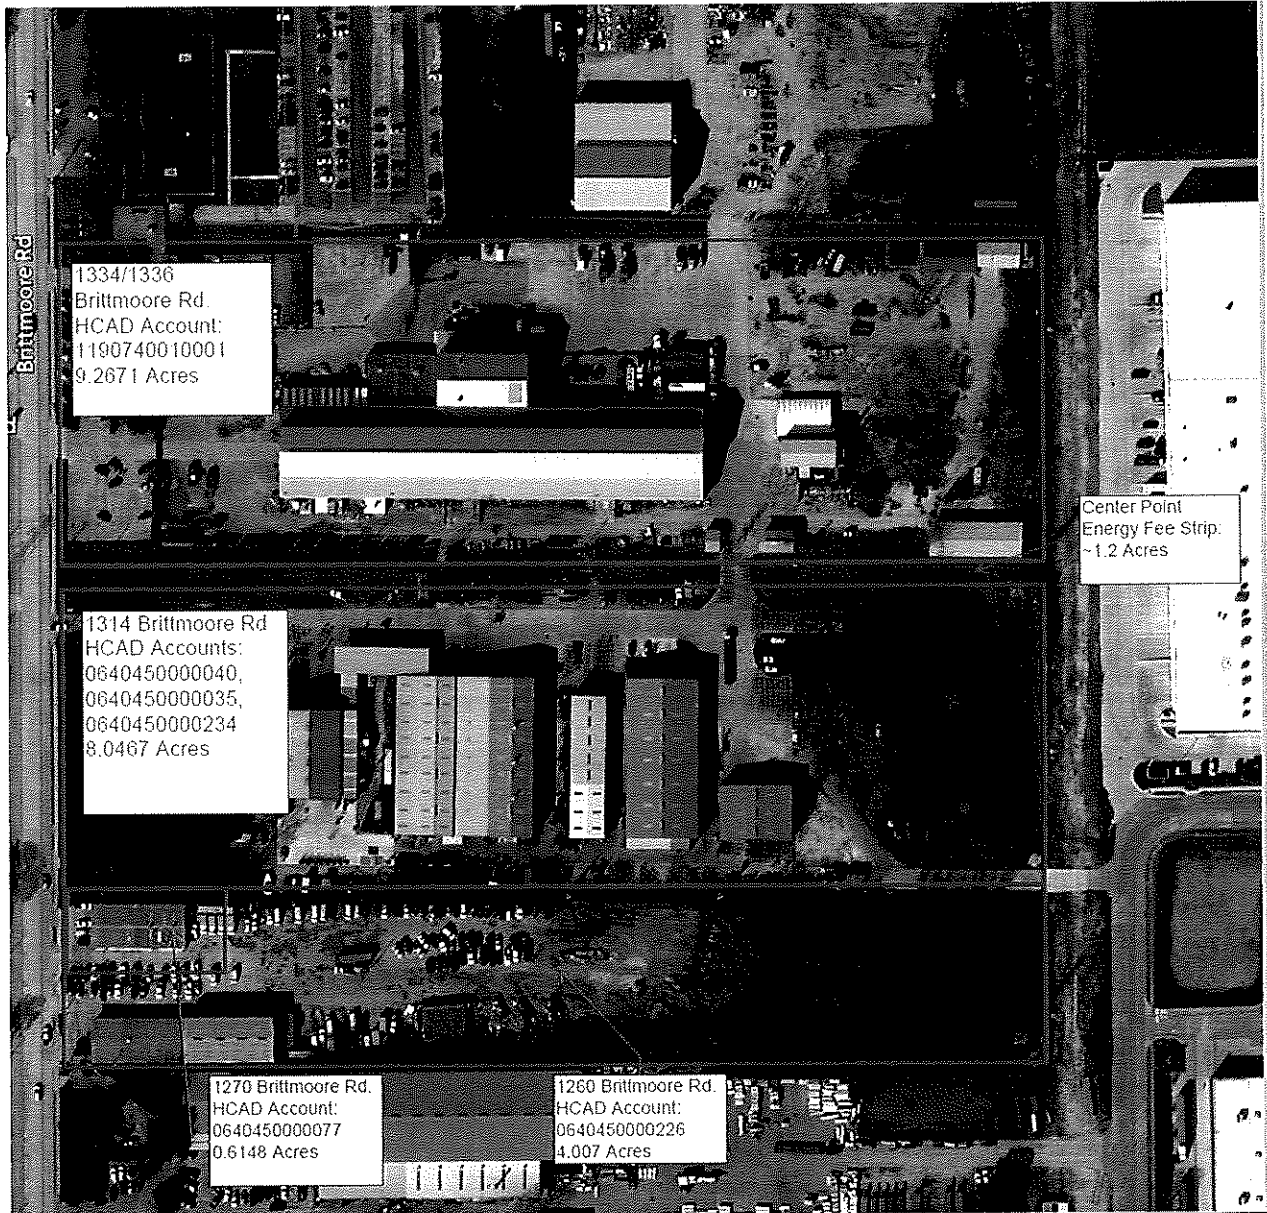 Brittmoore Rd
1334/1336
Brittmoore Rd.
HCAD Account:
1190740010001
9.2671 Acres
Center Point
Energy Fee Strip:
~1.2 Acres
1314 Brittmoore Rd
HCAD Accounts:
0640450000040,
0640450000035,
0640450000234
8.0467 Acres
1270 Brittmoore Rd.
HCAD Account:
0640450000077
0.6148 Acres
1260 Brittmoore Rd.
HCAD Account:
0640450000226
4.007 Acres